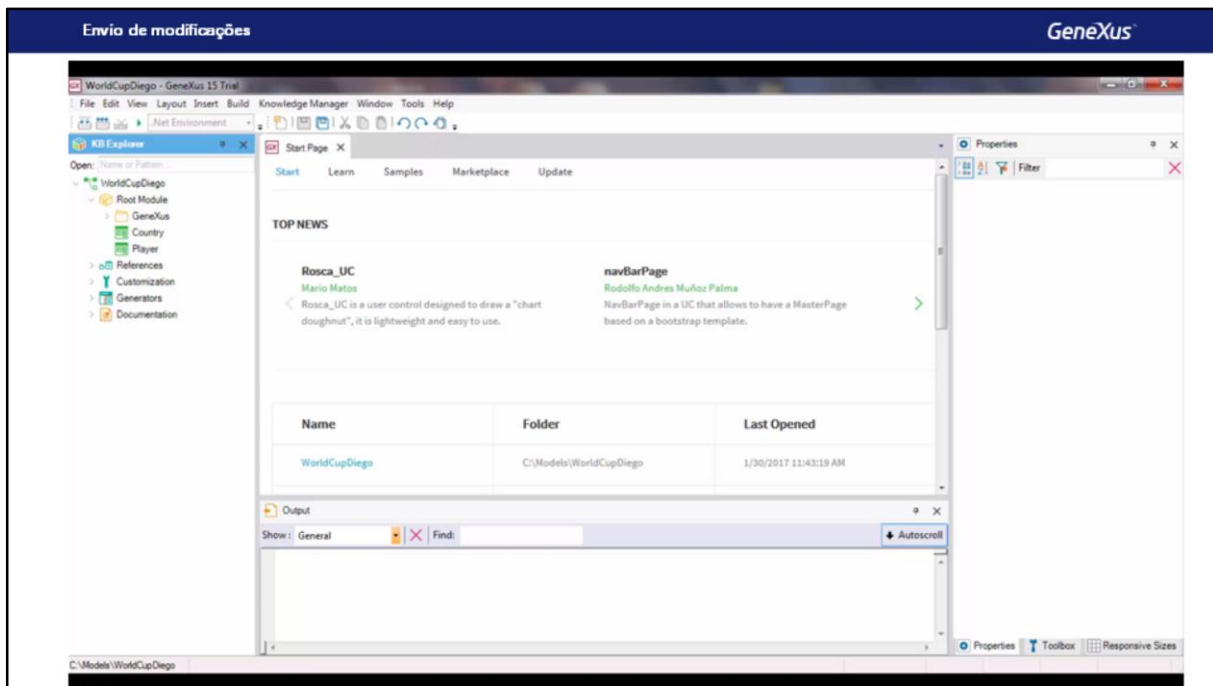 Envio de modificações
GeneXus
WorldCupDiego - GeneXus 15 Trial
File Edit View Layout Insert Build Knowledge Manager Window Tools Help
.Net Environment
KB Explorer
Open: Name or Pattern...
WorldCupDiego
Root Module
GeneXus
Country
Player
References
Customization
Generators
Documentation
Start Page
Start Learn Samples Marketplace Update
TOP NEWS
Rosca_UC
Mario Matos
Rosca_UC is a user control designed to draw a "chart
doughnut", it is lightweight and easy to use.
navBarPage
Rodolfo Andres Muñoz Palma
NavBarPage in a UC that allows to have a MasterPage
based on a bootstrap template.
Name Folder Last Opened
WorldCupDiego C:\Models\WorldCupDiego 1/30/2017 11:43:19 AM
Output
Show: General Find: Autoscroll
Properties
Filter
Properties Toolbox Responsive Sizes
C:\Models\WorldCupDiego